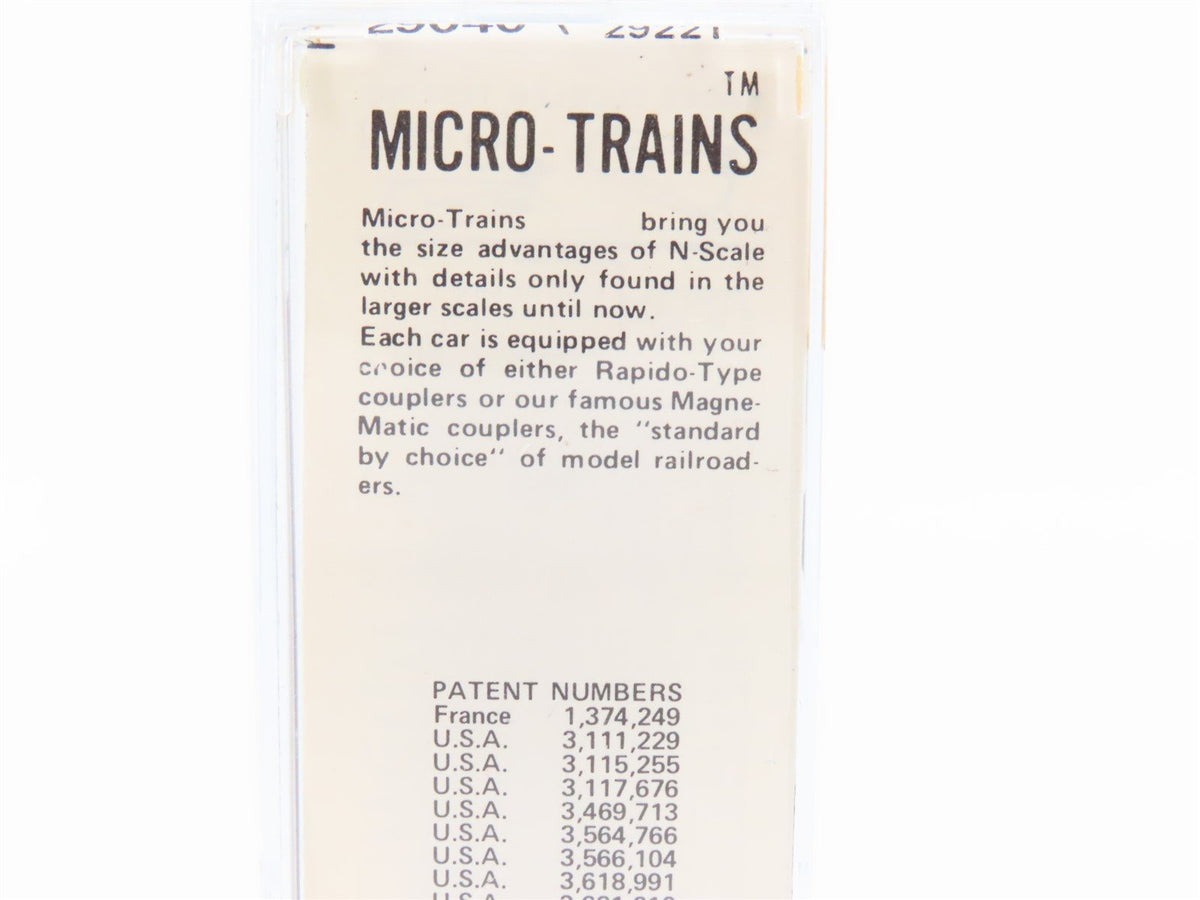 TM
MICRO-TRAINS
Micro-Trains bring you
the size advantages of N-Scale
with details only found in the
larger scales until now.
Each car is equipped with your
croice of either Rapido-Type
couplers or our famous Magne-
Matic couplers, the "standard
by choice" of model railroad-
ers.
PATENT NUMBERS
France 1,374,249
U.S.A. 3,111,229
U.S.A. 3,115,255
U.S.A. 3,117,676
U.S.A. 3,469,713
U.S.A. 3,564,766
U.S.A. 3,566,104
U.S.A. 3,618,991